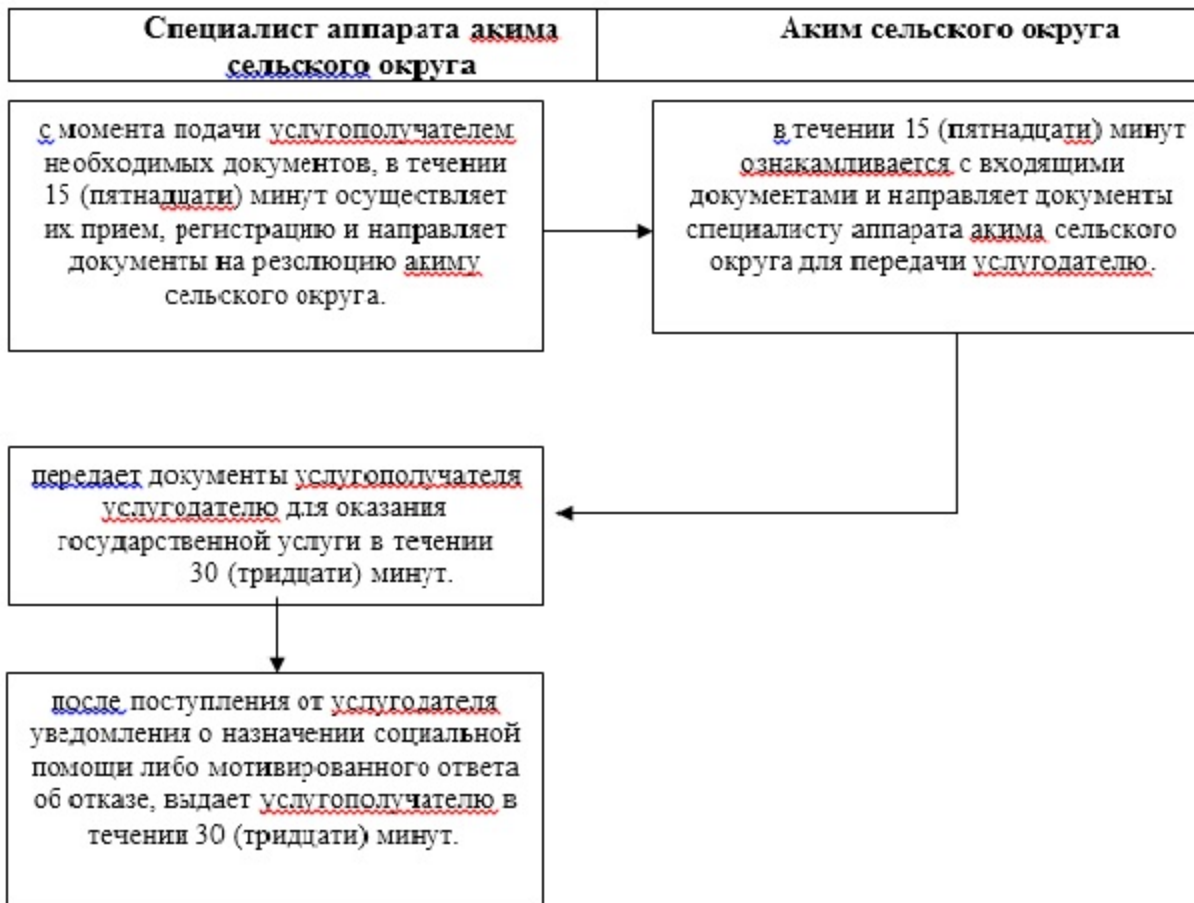 Специалист аппарата акима
сельского округа
Аким сельского округа
с момента подачи услугополучателем
необходимых документов, в течении
15 (пятнадцати) минут осуществляет
их прием, регистрацию и направляет
документы на резолюцию акиму
сельского округа.
в течении 15 (пятнадцати) минут
ознакамливается с входящими
документами и направляет документы
специалисту аппарата акима сельского
округа для передачи услугодателю.
передает документы услугополучателя
услугодателю для оказания
государственной услуги в течении
30 (тридцати) минут.
после поступления от услугодателя
уведомления о назначении социальной
помощи либо мотивированного ответа
об отказе, выдает услугополучателю в
течении 30 (тридцати) минут.